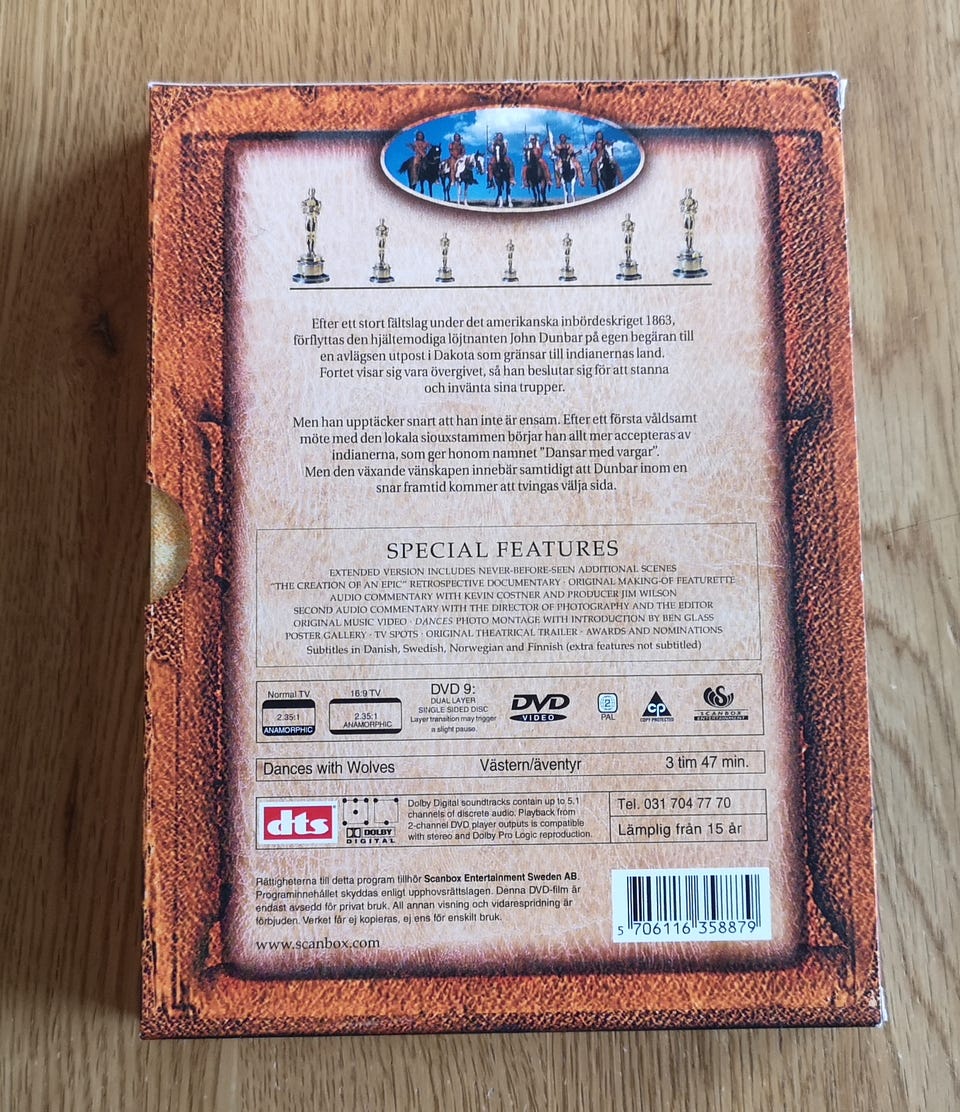 Efter ett stort fältslag under det amerikanska inbördeskriget 1863,
förflyttas den hjältemodiga löjtnanten John Dunbar på egen begäran till
en avlägsen utpost i Dakota som gränsar till indianernas land.
Fortet visar sig vara övergivet, så han beslutar sig för att stanna
och invänta sina trupper.
Men han upptäcker snart att han inte är ensam. Efter ett första våldsamt
möte med den lokala siouxstammen börjar han allt mer accepteras av
indianerna, som ger honom namnet "Dansar med vargar".
Men den växande vänskapen innebär samtidigt att Dunbar inom en
snar framtid kommer att tvingas välja sida.
SPECIAL FEATURES
EXTENDED VERSION INCLUDES NEVER-BEFORE-SEEN ADDITIONAL SCENES
"THE CREATION OF AN EPIC" RETROSPECTIVE DOCUMENTARY · ORIGINAL MAKING-OF FEATURETTE
AUDIO COMMENTARY WITH KEVIN COSTNER AND PRODUCER JIM WILSON
SECOND AUDIO COMMENTARY WITH THE DIRECTOR OF PHOTOGRAPHY AND THE EDITOR
ORIGINAL MUSIC VIDEO · DANCES PHOTO MONTAGE WITH INTRODUCTION BY BEN GLASS
POSTER GALLERY · TV SPOTS · ORIGINAL THEATRICAL TRAILER · AWARDS AND NOMINATIONS
Subtitles in Danish, Swedish, Norwegian and Finnish (extra features not subtitled)
Normal TV
2.35:1
ANAMORPHIC
16:9 TV
2.35:1
ANAMORPHIC
DVD 9:
DUAL LAYER
SINGLE SIDED DISC
Layer transition may trigger
a slight pause.
DVD
VIDEO
2
PAL
CP
COPY PROTECTED
SCANBOX
ENTERTAINMENT
Dances with Wolves Västern/äventyr 3 tim 47 min.
dts
DOLBY
DIGITAL
Dolby Digital soundtracks contain up to 5.1
channels of discrete audio. Playback from
2-channel DVD player outputs is compatible
with stereo and Dolby Pro Logic reproduction.
Tel. 031 704 77 70
Lämplig från 15 år
Rättigheterna till detta program tillhör Scanbox Entertainment Sweden AB.
Programinnehållet skyddas enligt upphovsrättslagen. Denna DVD-film är
endast avsedd för privat bruk. All annan visning och vidarespridning är
förbjuden. Verket får ej kopieras, ej ens för enskilt bruk.
www.scanbox.com
5 706116 358879